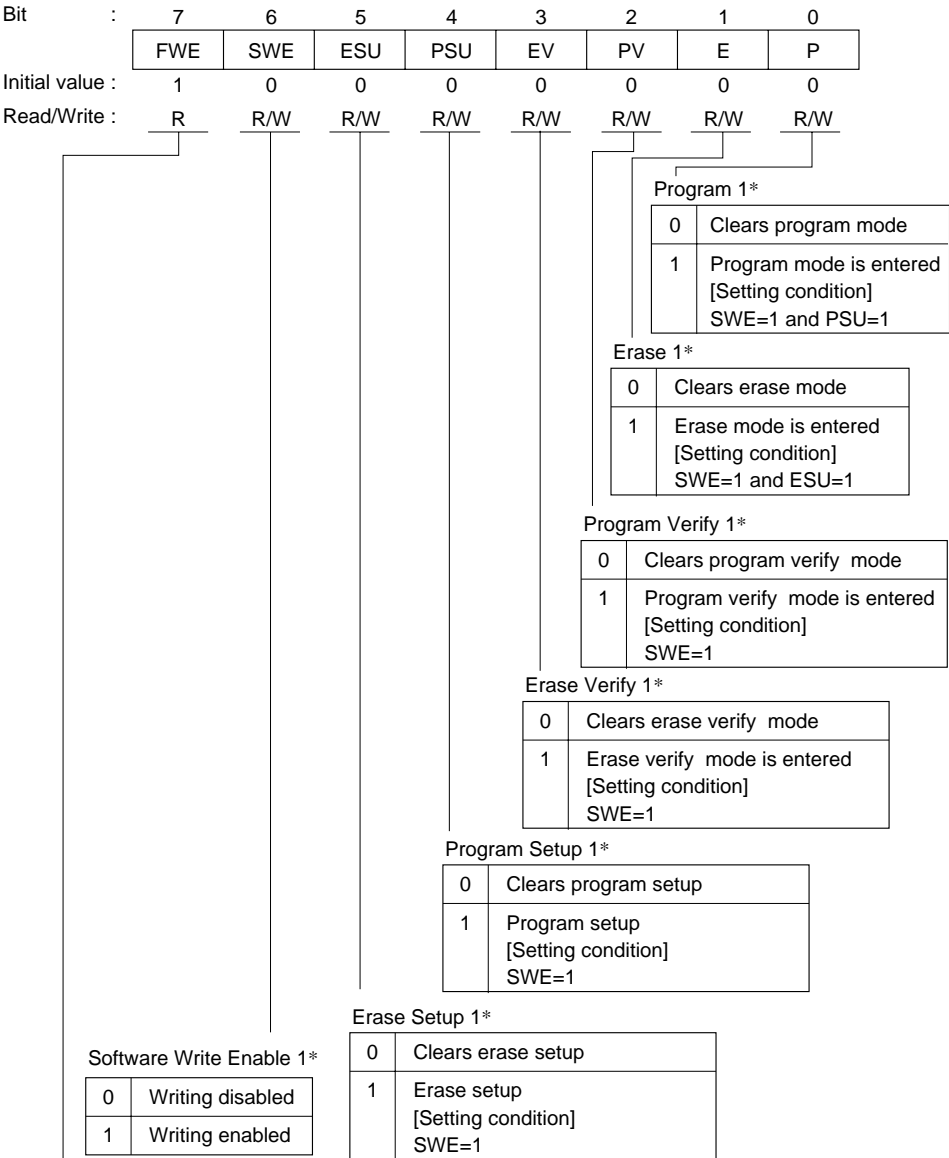 Bit : 7 6 5 4 3 2 1 0
FWE SWE ESU PSU EV PV E P
Initial value : 1 0 0 0 0 0 0 0
Read/Write : R R/W R/W R/W R/W R/W R/W R/W
Program 1*
0 Clears program mode
1 Program mode is entered
[Setting condition]
SWE=1 and PSU=1
Erase 1*
0 Clears erase mode
1 Erase mode is entered
[Setting condition]
SWE=1 and ESU=1
Program Verify 1*
0 Clears program verify mode
1 Program verify mode is entered
[Setting condition]
SWE=1
Erase Verify 1*
0 Clears erase verify mode
1 Erase verify mode is entered
[Setting condition]
SWE=1
Program Setup 1*
0 Clears program setup
1 Program setup
[Setting condition]
SWE=1
Erase Setup 1*
0 Clears erase setup
1 Erase setup
[Setting condition]
SWE=1
Software Write Enable 1*
0 Writing disabled
1 Writing enabled